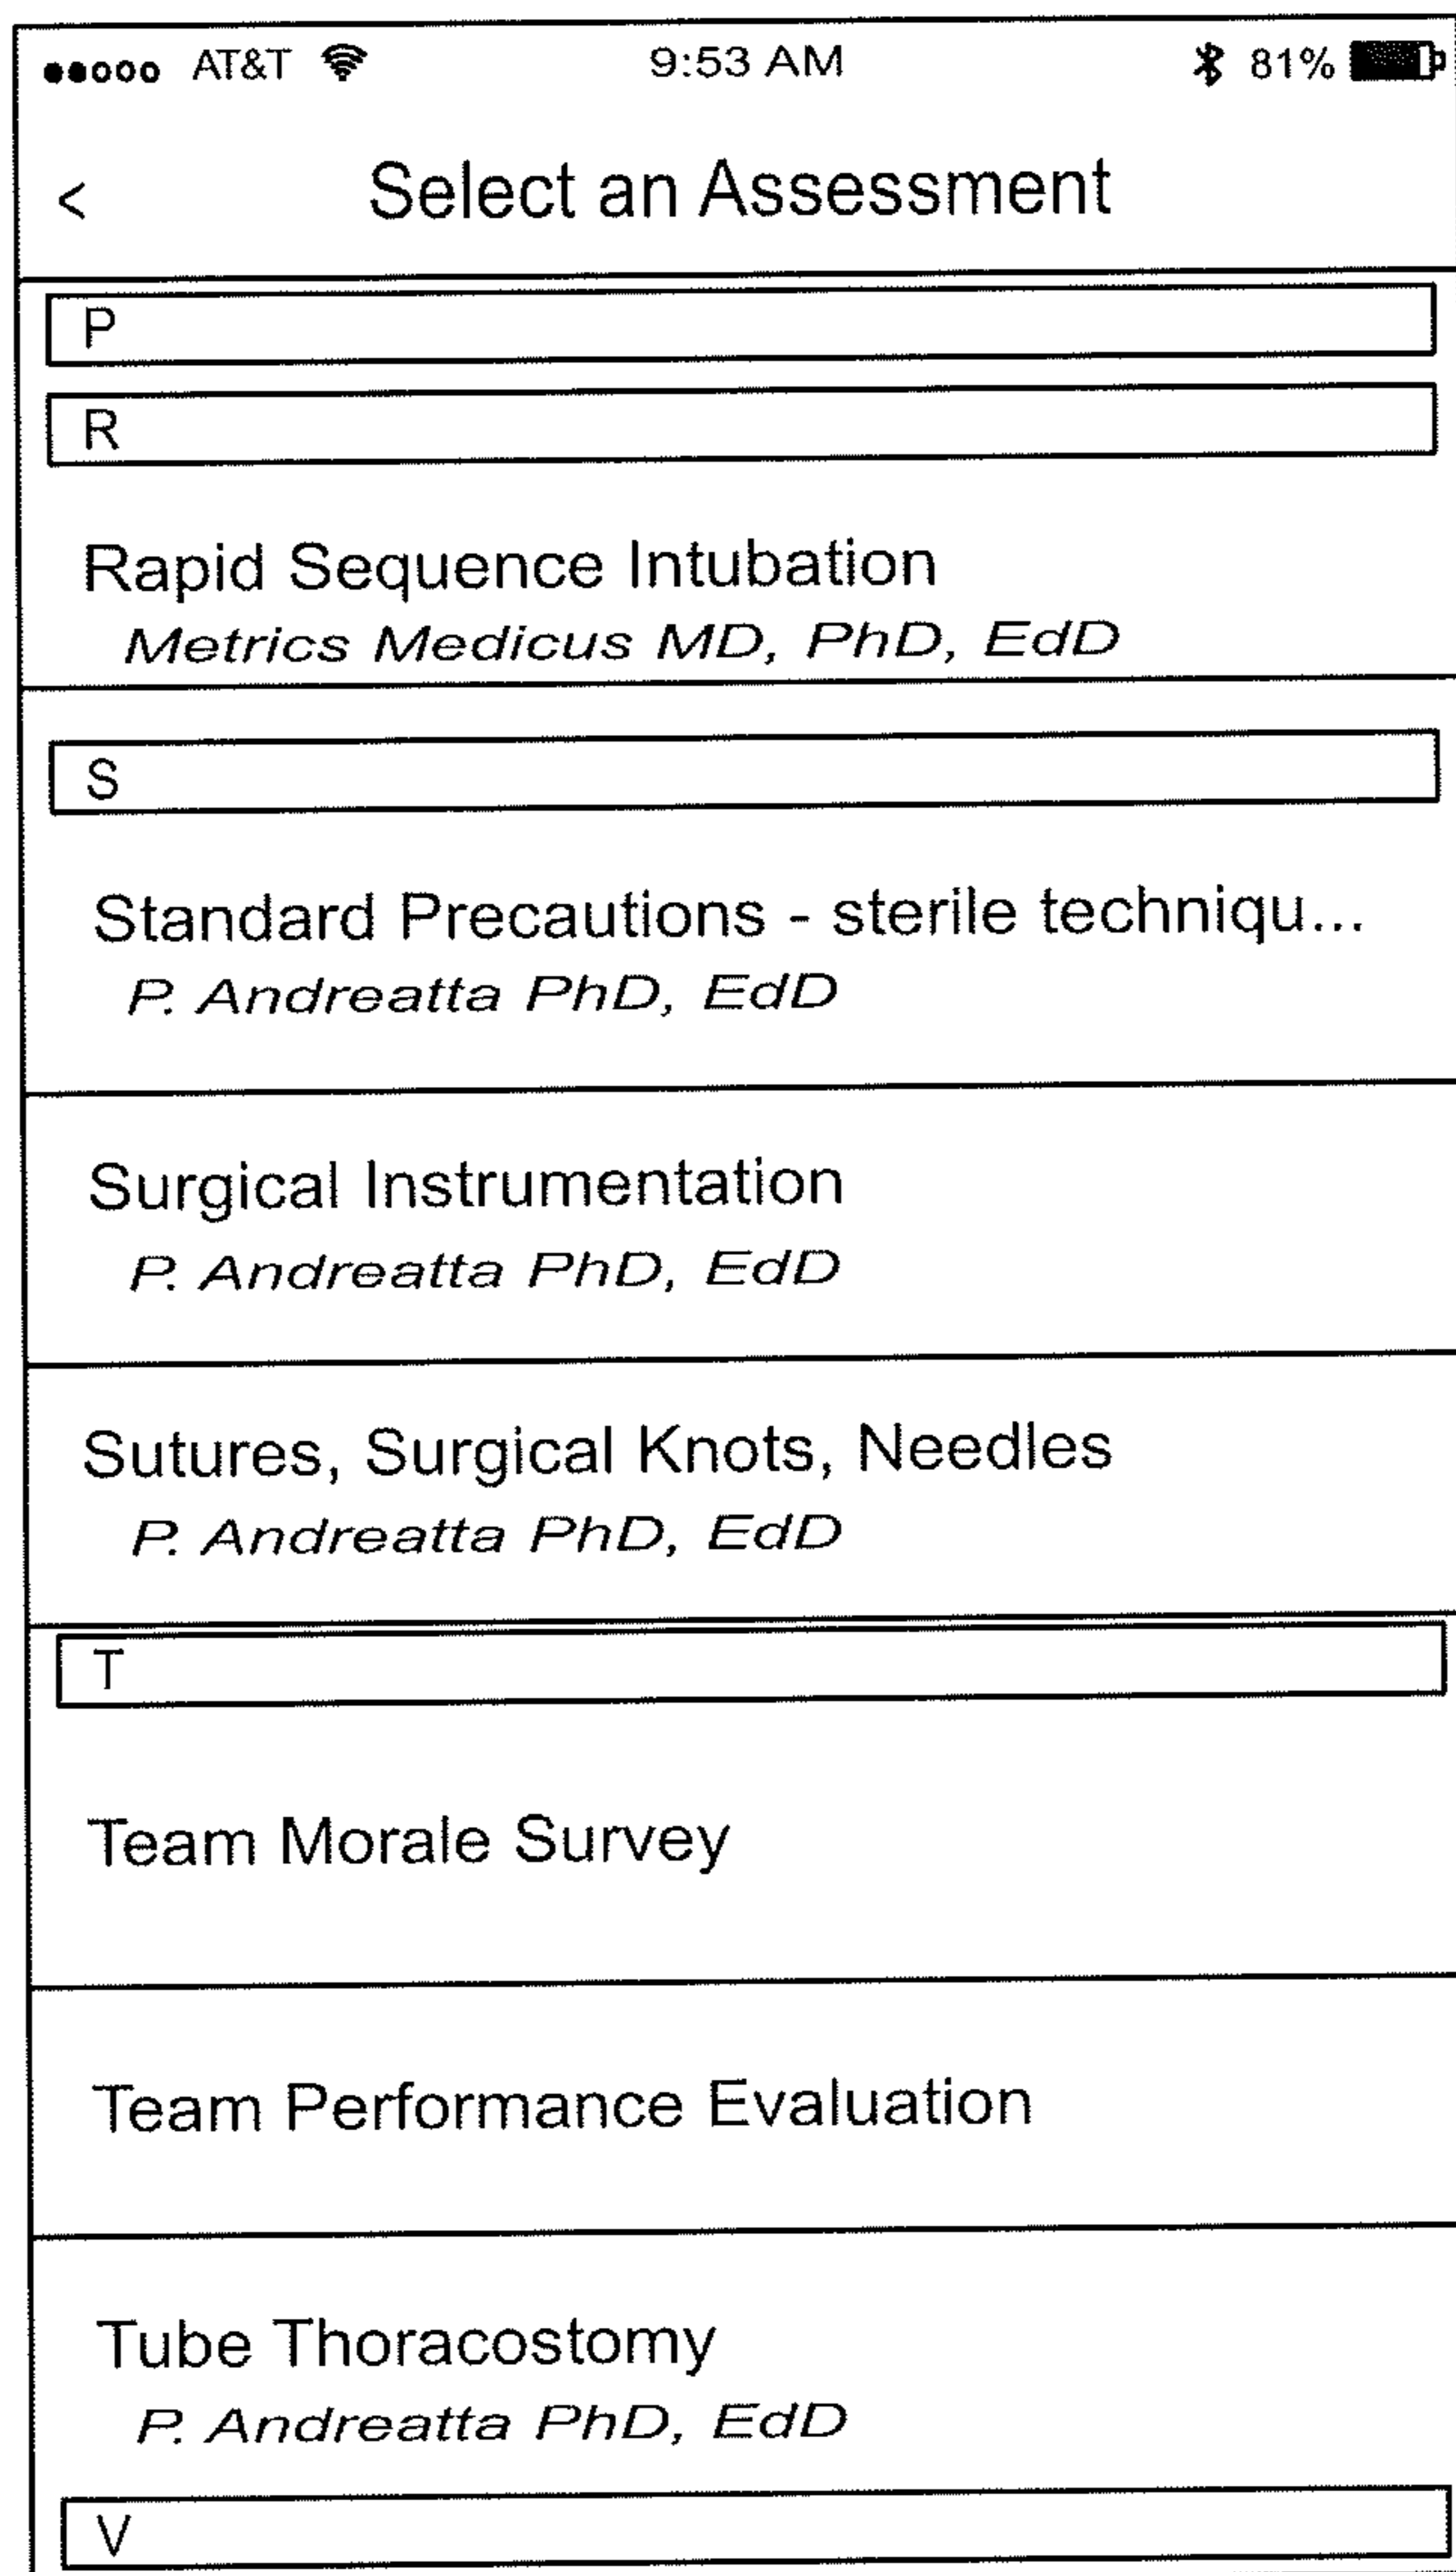 AT&T 9:53 AM 81%
< Select an Assessment
P
R
Rapid Sequence Intubation
Metrics Medicus MD, PhD, EdD
S
Standard Precautions - sterile techniqu...
P. Andreatta PhD, EdD
Surgical Instrumentation
P. Andreatta PhD, EdD
Sutures, Surgical Knots, Needles
P. Andreatta PhD, EdD
T
Team Morale Survey
Team Performance Evaluation
Tube Thoracostomy
P. Andreatta PhD, EdD
V